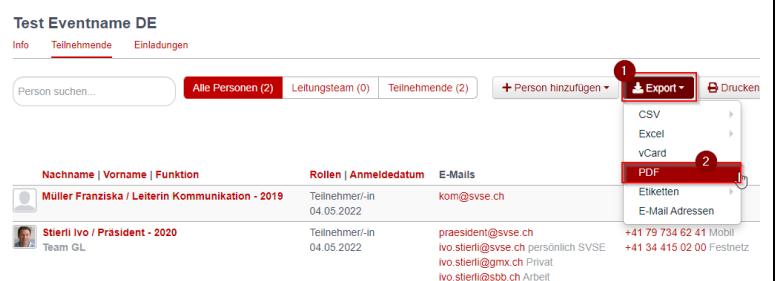 Test Eventname DE
Info Teilnehmende Einladungen
1
Person suchen... Alle Personen (2) Leitungsteam (0) Teilnehmende (2) + Person hinzufügen Export Drucken
CSV
Excel
vCard
2
PDF
Etiketten
E-Mail Adressen
Nachname | Vorname | Funktion Rollen | Anmeldedatum E-Mails
Müller Franziska / Leiterin Kommunikation - 2019 Teilnehmer/-in kom@svse.ch
04.05.2022
Stierli Ivo / Präsident - 2020 Teilnehmer/-in praesident@svse.ch +41 79 734 62 41 Mobil
Team GL 04.05.2022 ivo.stierli@svse.ch persönlich SVSE +41 34 415 02 00 Festnetz
ivo.stierli@gmx.ch Privat
ivo.stierli@sbb.ch Arbeit